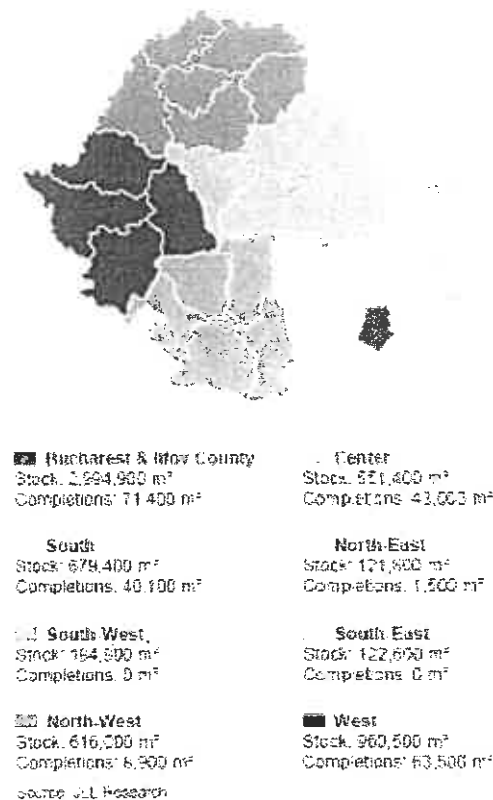 Bucharest & Ilfov County
Stock: 2,994,900 m²
Completions: 71,400 m²
Center
Stock: 551,400 m²
Completions: 43,000 m²
South
Stock: 679,400 m²
Completions: 40,100 m²
North-East
Stock: 121,800 m²
Completions: 1,500 m²
South-West
Stock: 184,800 m²
Completions: 0 m²
South-East
Stock: 122,600 m²
Completions: 0 m²
North-West
Stock: 616,000 m²
Completions: 8,900 m²
West
Stock: 960,500 m²
Completions: 63,500 m²
Source: JLL Research